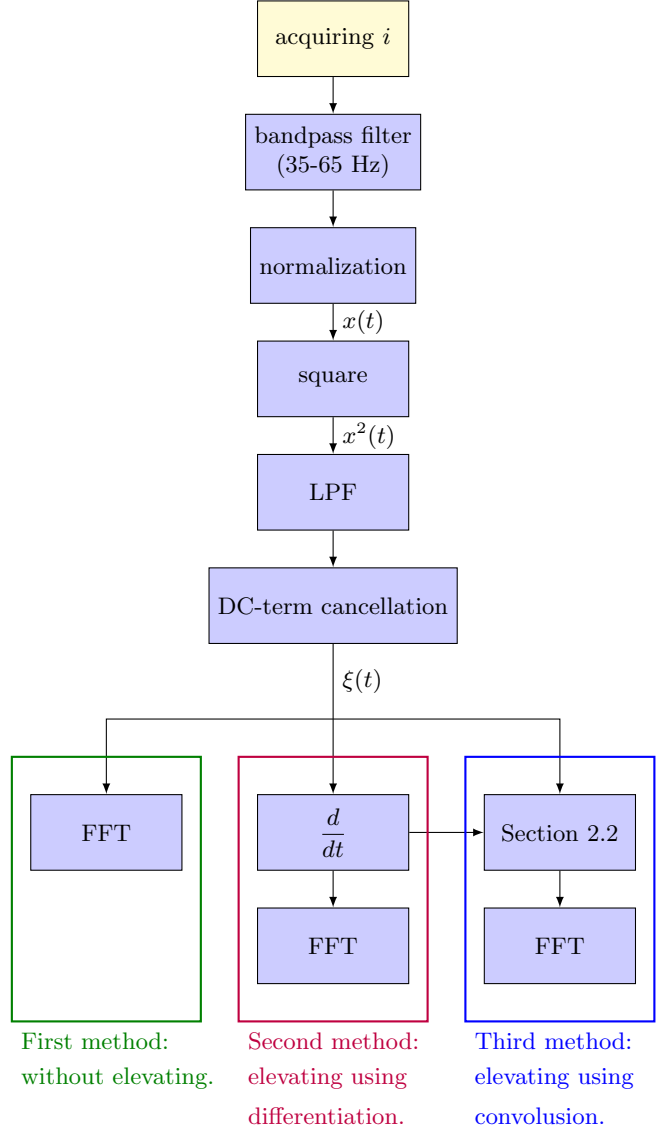 acquiring i
bandpass filter
(35-65 Hz)
normalization
x(t)
square
x²(t)
LPF
DC-term cancellation
ξ(t)
FFT
d
dt
Section 2.2
FFT
FFT
First method:
without elevating.
Second method:
elevating using
differentiation.
Third method:
elevating using
convolusion.